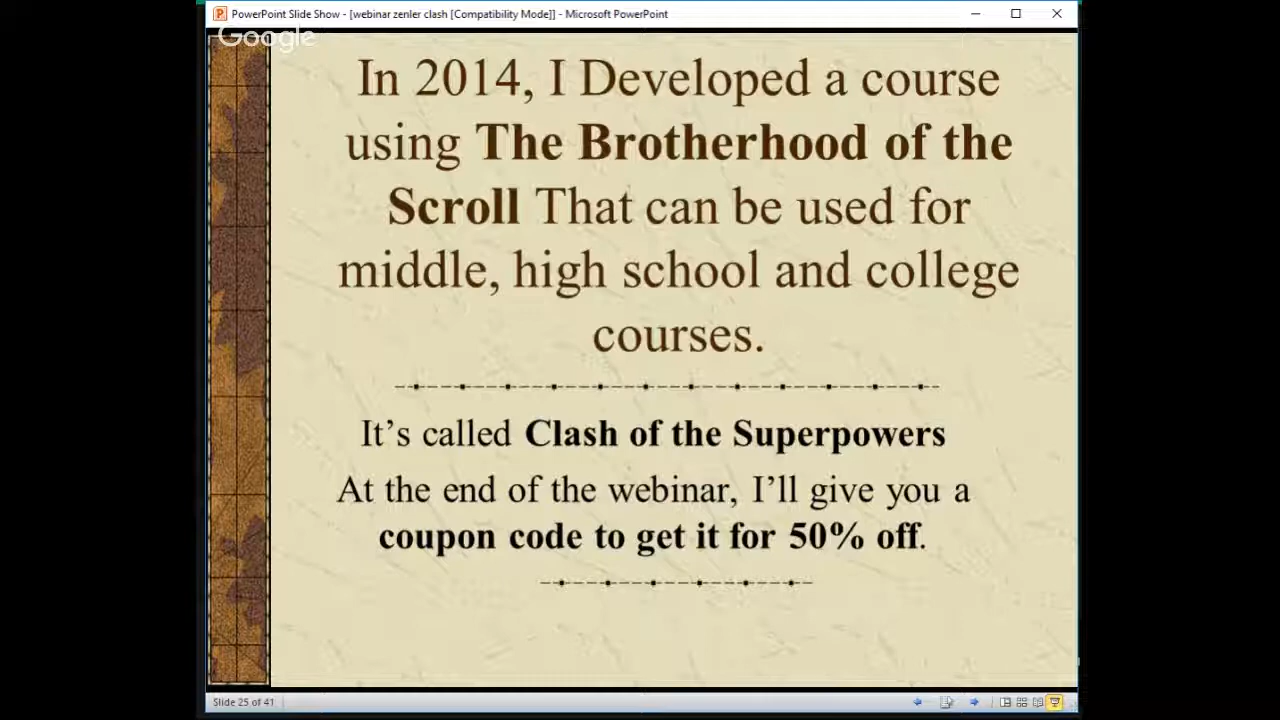 PowerPoint Slide Show - [webinar zenler clash [Compatibility Mode]] - Microsoft PowerPoint
Google
In 2014, I Developed a course
using The Brotherhood of the
Scroll That can be used for
middle, high school and college
courses.
It’s called Clash of the Superpowers
At the end of the webinar, I’ll give you a
coupon code to get it for 50% off.
Slide 25 of 41